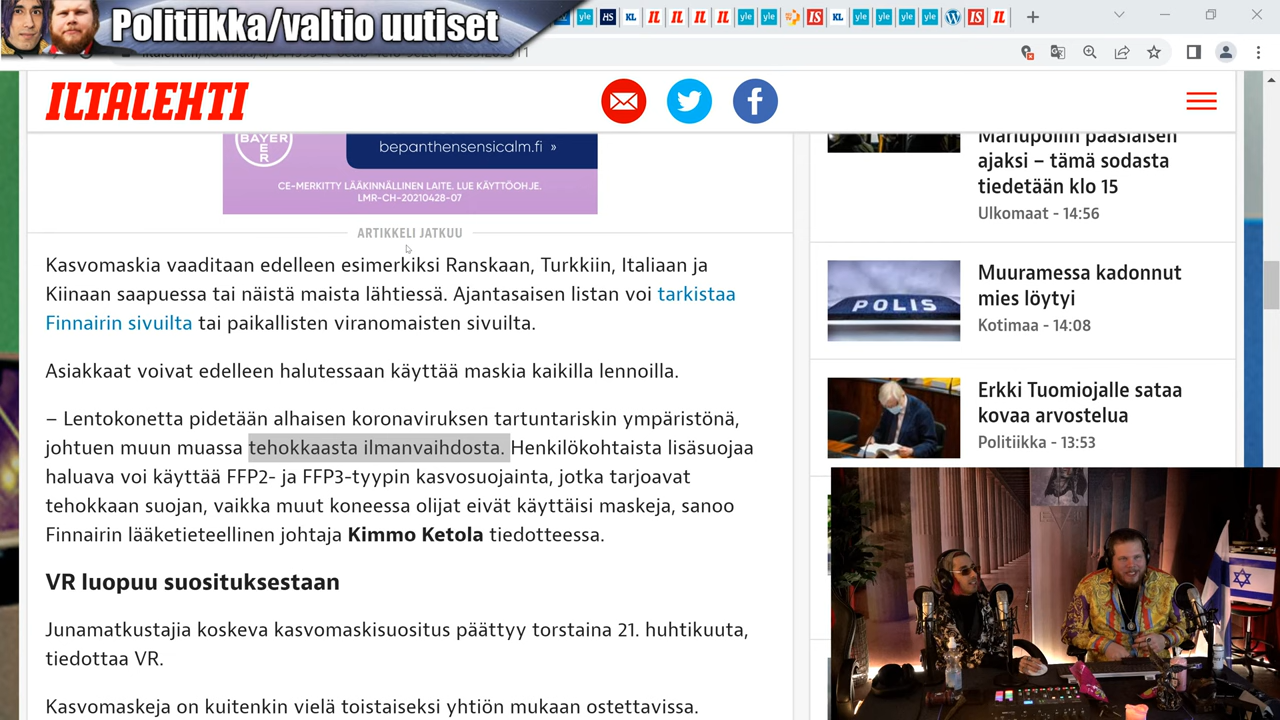 Politiikka/valtio uutiset
ILTALEHTI
BAYER
E
R
bepanthensensicalm.fi »
CE-MERKITTY LÄÄKINNÄLLINEN LAITE. LUE KÄYTTÖOHJE.
LMR-CH-20210428-07
ARTIKKELI JATKUU
Kasvomaskia vaaditaan edelleen esimerkiksi Ranskaan, Turkkiin, Italiaan ja
Kiinaan saapuessa tai näistä maista lähtiessä. Ajantasaisen listan voi tarkistaa
Finnairin sivuilta tai paikallisten viranomaisten sivuilta.
Asiakkaat voivat edelleen halutessaan käyttää maskia kaikilla lennoilla.
– Lentokonetta pidetään alhaisen koronaviruksen tartuntariskin ympäristönä,
johtuen muun muassa tehokkaasta ilmanvaihdosta. Henkilökohtaista lisäsuojaa
haluava voi käyttää FFP2- ja FFP3-tyypin kasvosuojainta, jotka tarjoavat
tehokkaan suojan, vaikka muut koneessa olijat eivät käyttäisi maskeja, sanoo
Finnairin lääketieteellinen johtaja Kimmo Ketola tiedotteessa.
VR luopuu suosituksestaan
Junamatkustajia koskeva kasvomaskisuositus päättyy torstaina 21. huhtikuuta,
tiedottaa VR.
Kasvomaskeja on kuitenkin vielä toistaiseksi yhtiön mukaan ostettavissa.
Mariupoliin pääsiäisen
ajaksi – tämä sodasta
tiedetään klo 15
Ulkomaat - 14:56
POLIS
Muuramessa kadonnut
mies löytyi
Kotimaa - 14:08
Erkki Tuomiojalle sataa
kovaa arvostelua
Politiikka - 13:53